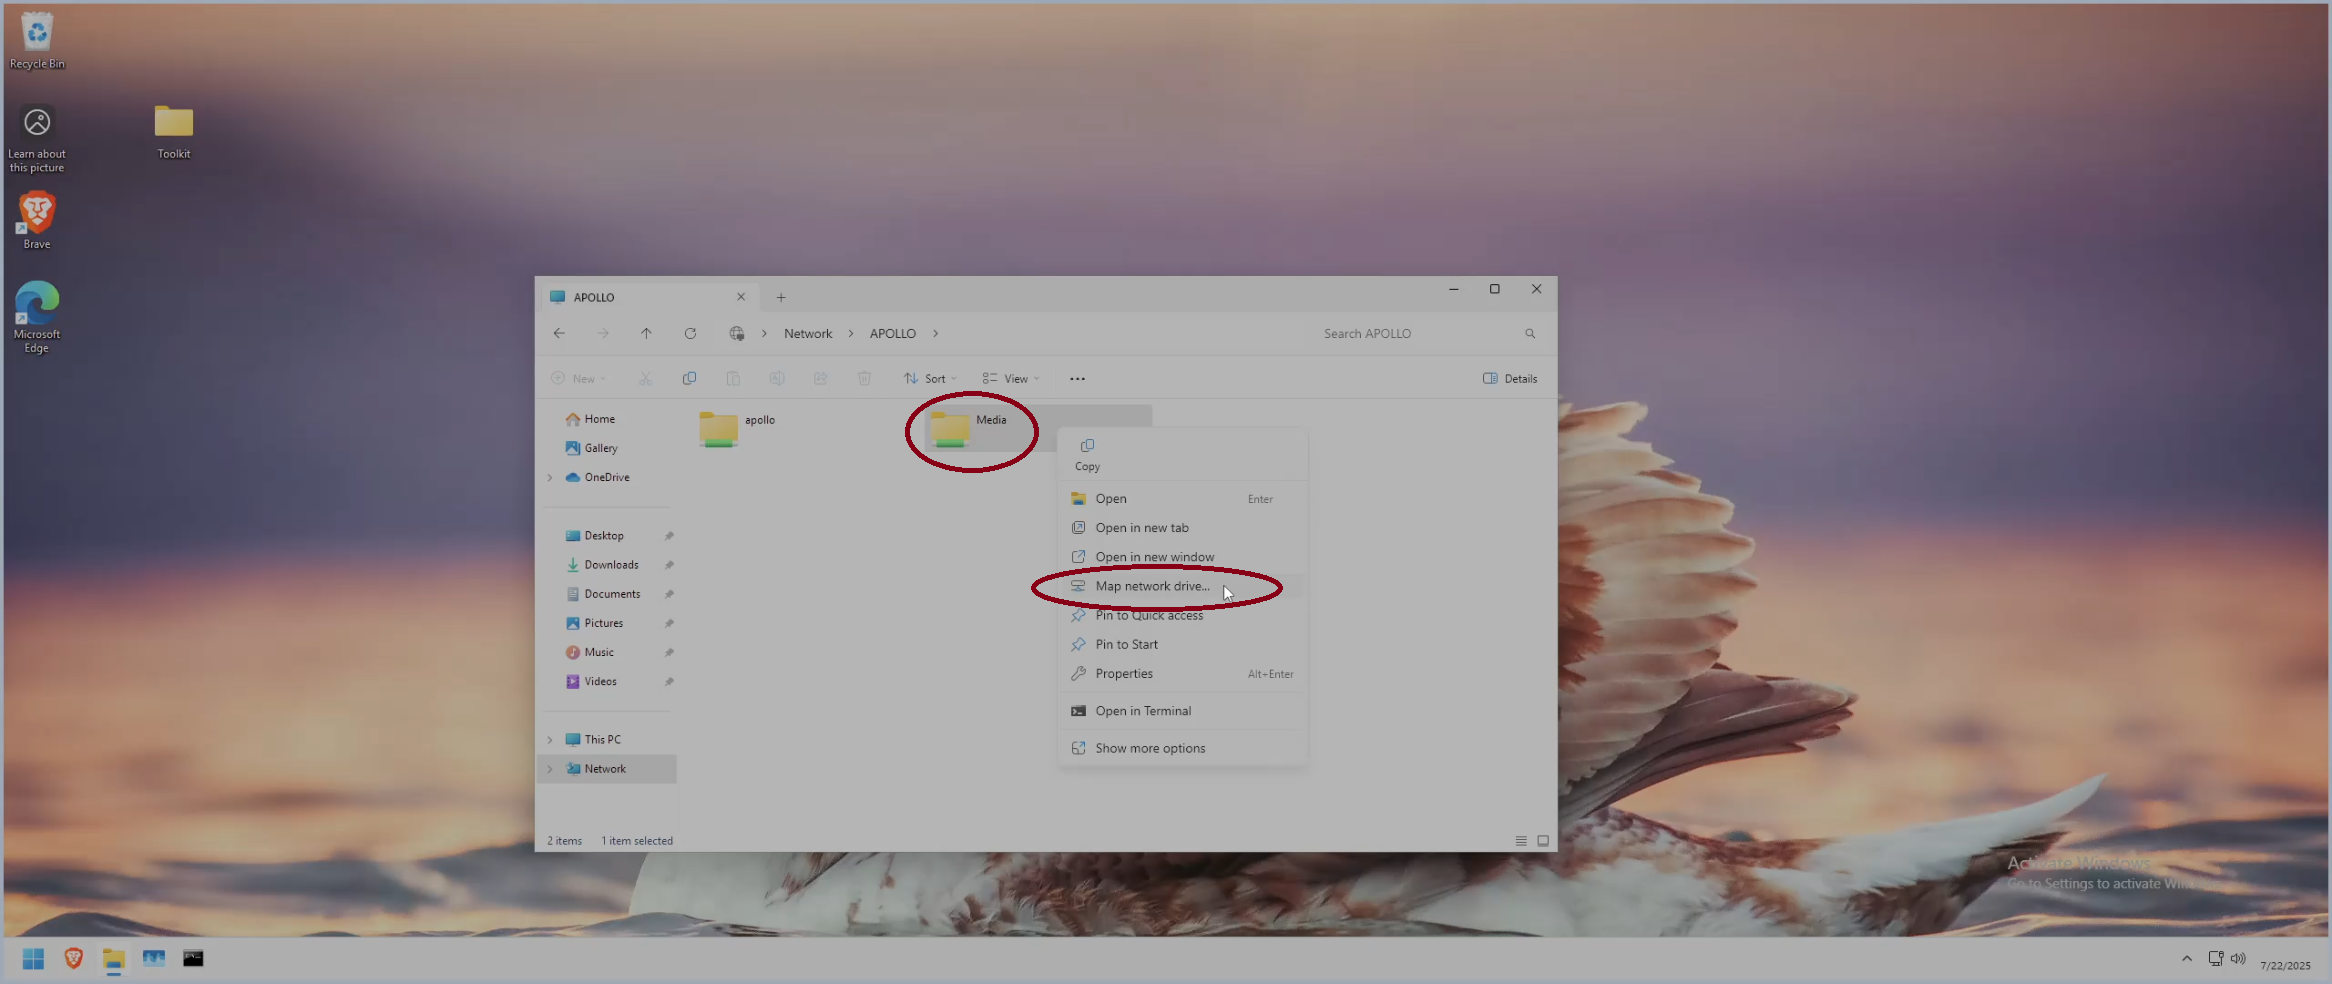 Recycle Bin
Learn about
this picture
Toolkit
Brave
Microsoft
Edge
APOLLO
Network
APOLLO
Search APOLLO
New
Sort
View
Details
Home
Gallery
OneDrive
Desktop
Downloads
Documents
Pictures
Music
Videos
This PC
Network
apollo
Media
Copy
Open Enter
Open in new tab
Open in new window
Map network drive...
Pin to Quick access
Pin to Start
Properties Alt+Enter
Open in Terminal
Show more options
2 items 1 item selected
Activate Windows
Go to Settings to activate
7/22/2025